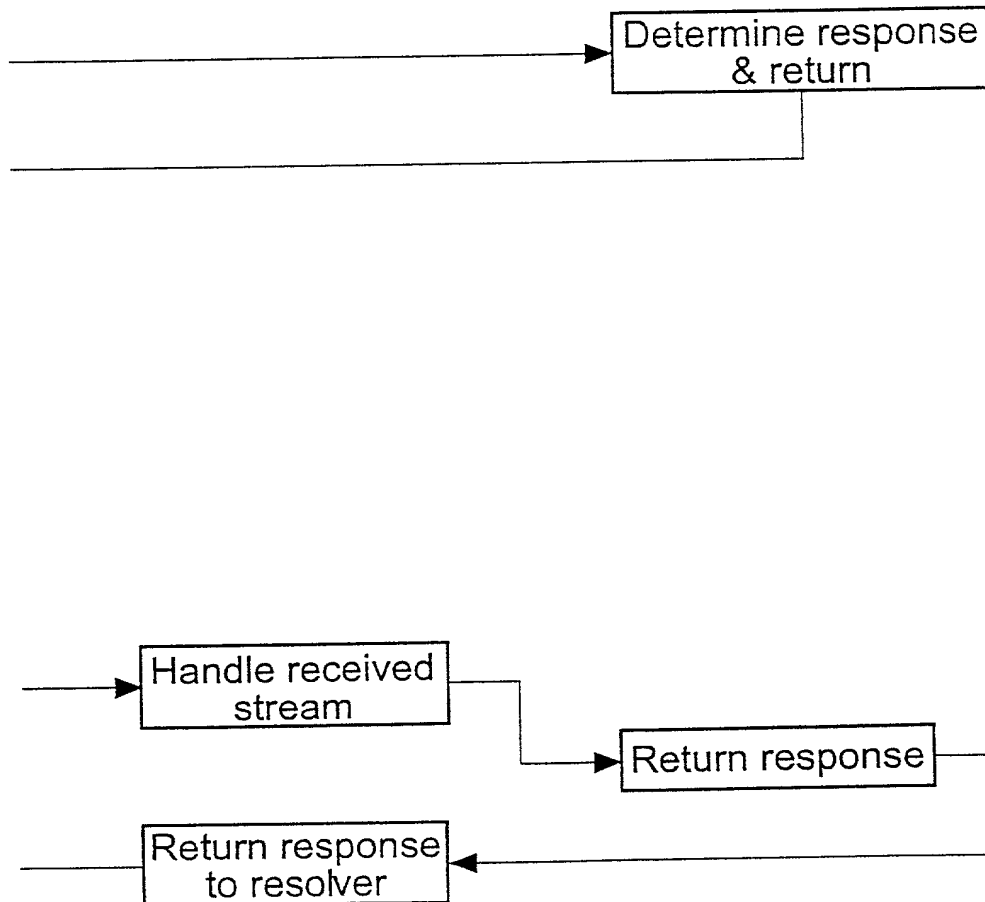 Determine response
& return
Handle received
stream
Return response
Return response
to resolver